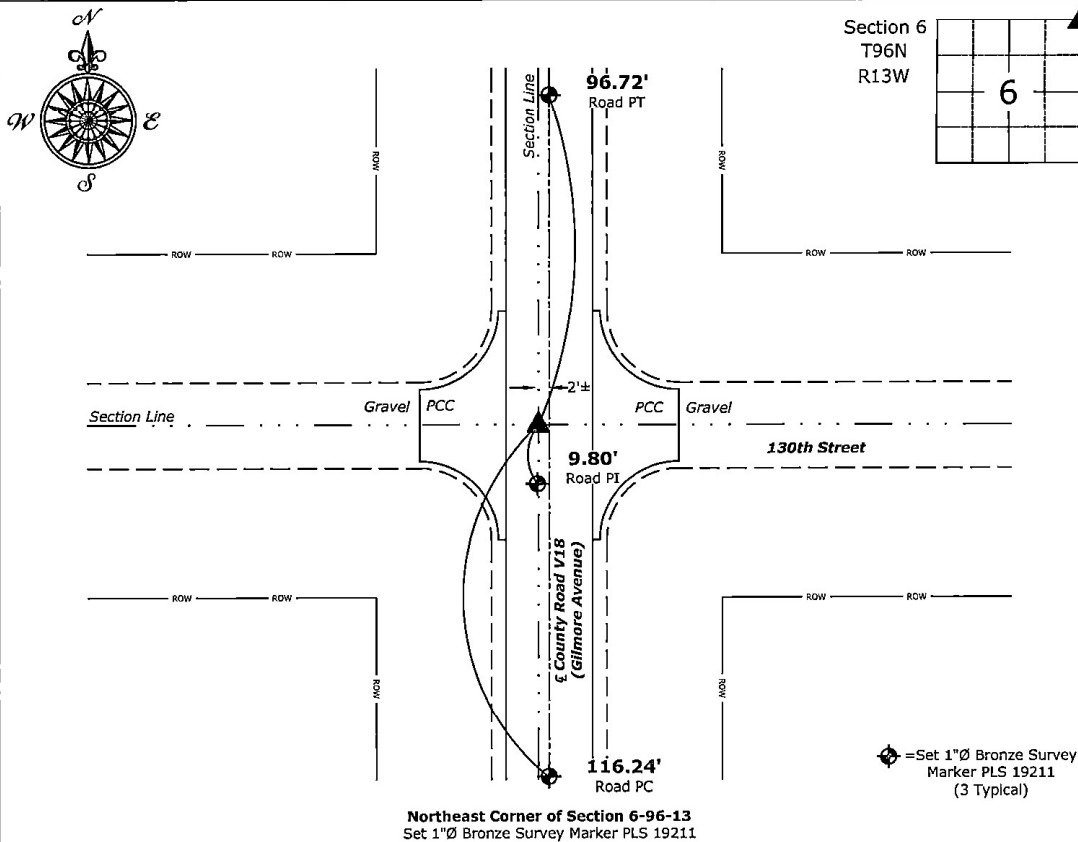 N
W
E
S
Section 6
T96N
R13W
6
Section Line
96.72'
Road PT
ROW
ROW
ROW
ROW
ROW
ROW
2'±
Section Line
Gravel
PCC
PCC
Gravel
130th Street
9.80'
Road PI
℄ County Road V18
(Gilmore Avenue)
ROW
ROW
ROW
ROW
ROW
ROW
116.24'
Road PC
=Set 1"Ø Bronze Survey
Marker PLS 19211
(3 Typical)
Northeast Corner of Section 6-96-13
Set 1"Ø Bronze Survey Marker PLS 19211